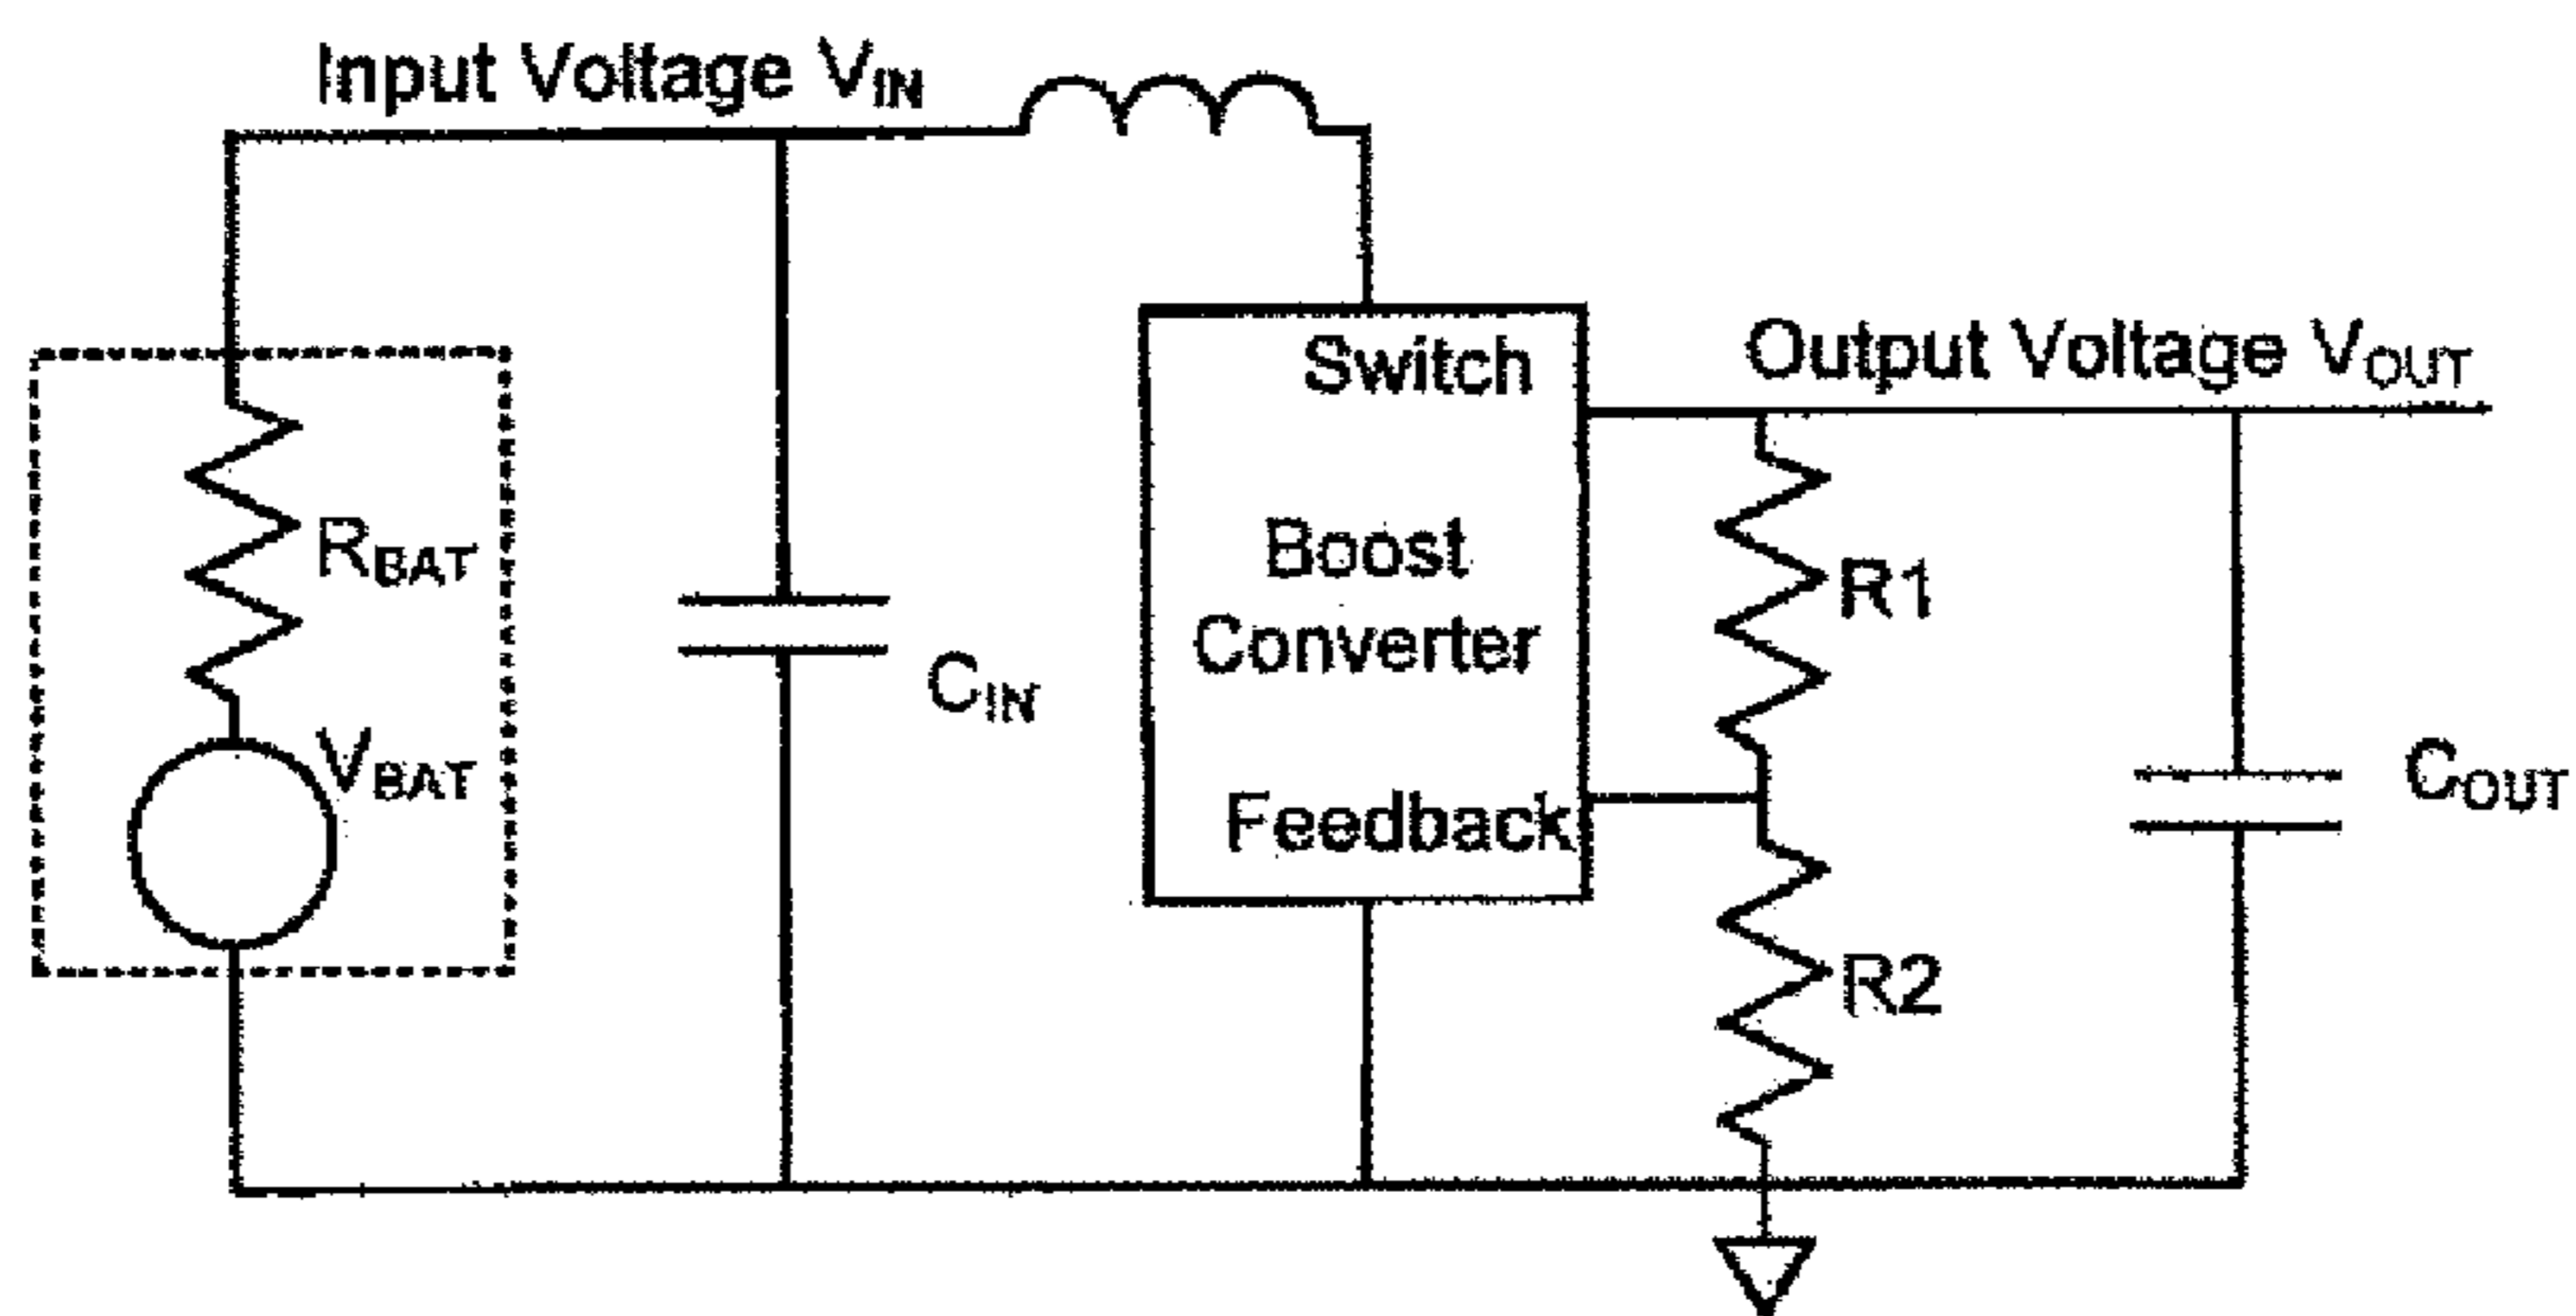 Input Voltage VIN
Switch
Output Voltage VOUT
RBAT
Boost
Converter
R1
CIN
VBAT
COUT
Feedback
R2